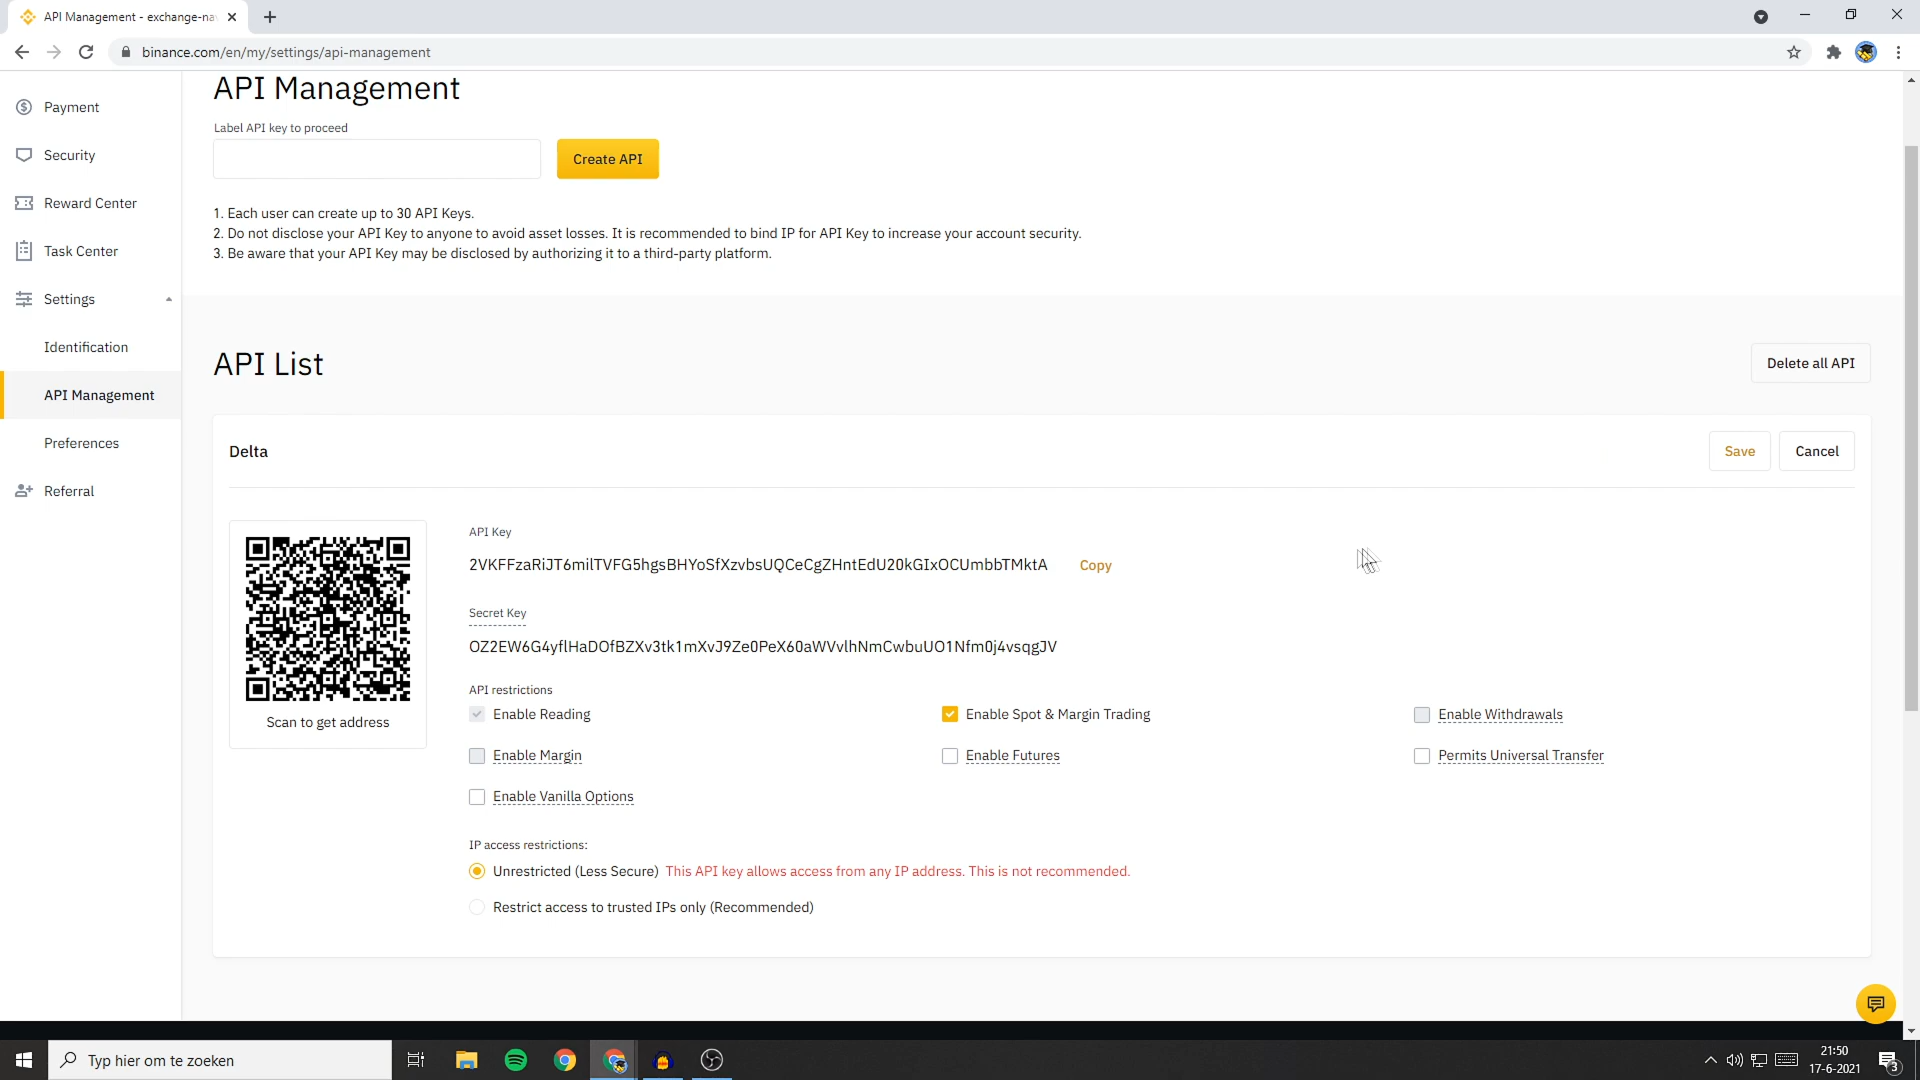 API Management - exchange-na
binance.com/en/my/settings/api-management
Payment
Security
Reward Center
Task Center
Settings
Identification
API Management
Preferences
Referral
API Management
Label API key to proceed
Create API
1. Each user can create up to 30 API Keys.
2. Do not disclose your API Key to anyone to avoid asset losses. It is recommended to bind IP for API Key to increase your account security.
3. Be aware that your API Key may be disclosed by authorizing it to a third-party platform.
API List
Delete all API
Delta
Save
Cancel
Scan to get address
API Key
2VKFFzaRiJT6milTVFG5hgsBHYoSfXzvbsUQCeCgZHntEdU20kGIxOCUmbbTMktA
Copy
Secret Key
OZ2EW6G4yflHaDOfBZXv3tk1mXvJ9Ze0PeX60aWVvlhNmCwbuUO1Nfm0j4vsqgJV
API restrictions
Enable Reading
Enable Spot & Margin Trading
Enable Withdrawals
Enable Margin
Enable Futures
Permits Universal Transfer
Enable Vanilla Options
IP access restrictions:
Unrestricted (Less Secure) This API key allows access from any IP address. This is not recommended.
Restrict access to trusted IPs only (Recommended)
Typ hier om te zoeken
21:50
17-6-2021
3